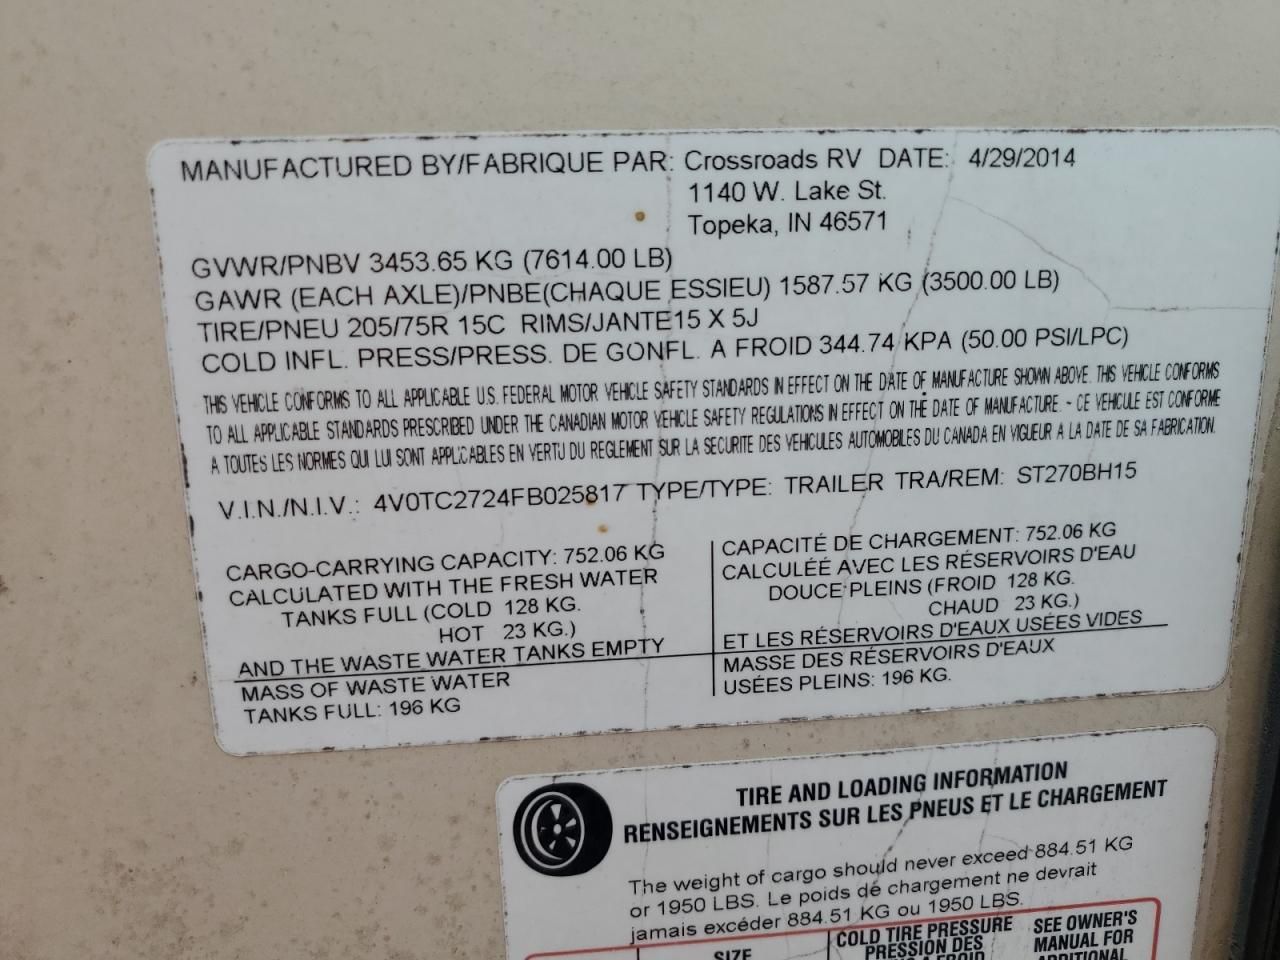 MANUFACTURED BY/FABRIQUE PAR: Crossroads RV DATE: 4/29/2014
1140 W. Lake St.
Topeka, IN 46571
GVWR/PNBV 3453.65 KG (7614.00 LB)
GAWR (EACH AXLE)/PNBE(CHAQUE ESSIEU) 1587.57 KG (3500.00 LB)
TIRE/PNEU 205/75R 15C RIMS/JANTE15 X 5J
COLD INFL. PRESS/PRESS. DE GONFL. A FROID 344.74 KPA (50.00 PSI/LPC)
THIS VEHICLE CONFORMS TO ALL APPLICABLE U.S. FEDERAL MOTOR VEHICLE SAFETY STANDARDS IN EFFECT ON THE DATE OF MANUFACTURE SHOWN ABOVE. THIS VEHICLE CONFORMS
TO ALL APPLICABLE STANDARDS PRESCRIBED UNDER THE CANADIAN MOTOR VEHICLE SAFETY REGULATIONS IN EFFECT ON THE DATE OF MANUFACTURE. - CE VEHICULE EST CONFORME
A TOUTES LES NORMES QUI LUI SONT APPLICABLES EN VERTU DU REGLEMENT SUR LA SECURITE DES VEHICULES AUTOMOBILES DU CANADA EN VIGUEUR A LA DATE DE SA FABRICATION.
V.I.N./N.I.V.: 4V0TC2724FB025817 TYPE/TYPE: TRAILER TRA/REM: ST270BH15
CARGO-CARRYING CAPACITY: 752.06 KG
CALCULATED WITH THE FRESH WATER
TANKS FULL (COLD 128 KG.
HOT 23 KG.)
AND THE WASTE WATER TANKS EMPTY
MASS OF WASTE WATER
TANKS FULL: 196 KG
CAPACITÉ DE CHARGEMENT: 752.06 KG
CALCULÉE AVEC LES RÉSERVOIRS D'EAU
DOUCE PLEINS (FROID 128 KG.
CHAUD 23 KG.)
ET LES RÉSERVOIRS D'EAUX USÉES VIDES
MASSE DES RÉSERVOIRS D'EAUX
USÉES PLEINS: 196 KG.
TIRE AND LOADING INFORMATION
RENSEIGNEMENTS SUR LES PNEUS ET LE CHARGEMENT
The weight of cargo should never exceed 884.51 KG
or 1950 LBS. Le poids de chargement ne devrait
jamais excéder 884.51 KG ou 1950 LBS.
SIZE
COLD TIRE PRESSURE
PRESSION DES
SEE OWNER'S
MANUAL FOR
ADDITIONAL